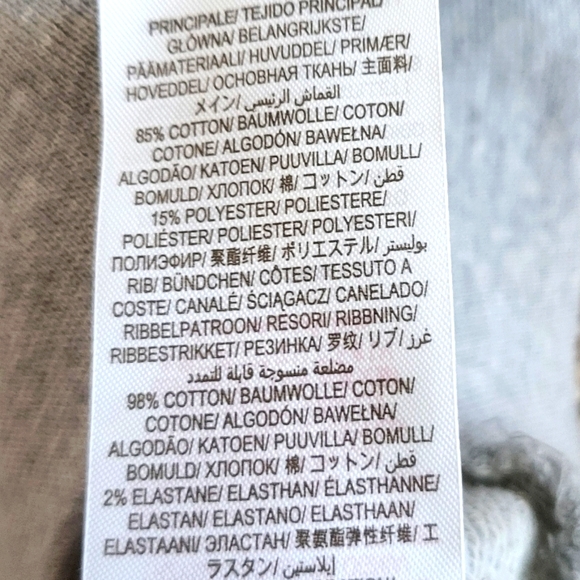 PRINCIPALE/ TEJIDO PRINCIPAL/
GŁÓWNA/ BELANGRIJKSTE/
PÄÄMATERIAALI/ HUVUDDEL/ PRIMÆR/
HOVEDDEL/ ОСНОВНАЯ ТКАНЬ/ 主面料/
メイン/ القماش الرئيسي
85% COTTON/ BAUMWOLLE/ COTON/
COTONE/ ALGODÓN/ BAWEŁNA/
ALGODÃO/ KATOEN/ PUUVILLA/ BOMULL/
BOMULD/ ХЛОПОК/ 棉/ コットン/ قطن
15% POLYESTER/ POLIESTERE/
POLIÉSTER/ POLIESTER/ POLYESTERI/
ПОЛИЭФИР/ 聚酯纤维/ ポリエステル/ بوليستر
RIB/ BÜNDCHEN/ CÔTES/ TESSUTO A
COSTE/ CANALÉ/ ŚCIĄGACZ/ CANELADO/
RIBBELPATROON/ RESORI/ RIBBNING/
RIBBESTRIKKET/ РЕЗИНКА/ 罗纹/ リブ/ غرز
مضلعة منسوجة قابلة للتمدد
98% COTTON/ BAUMWOLLE/ COTON/
COTONE/ ALGODÓN/ BAWEŁNA/
ALGODÃO/ KATOEN/ PUUVILLA/ BOMULL/
BOMULD/ ХЛОПОК/ 棉/ コットン/ قطن
2% ELASTANE/ ELASTHAN/ ÉLASTHANNE/
ELASTAN/ ELASTANO/ ELASTHAAN/
ELASTAANI/ ЭЛАСТАН/ 聚氨酯弹性纤维/ エ
ラスタン/ إيلاستين